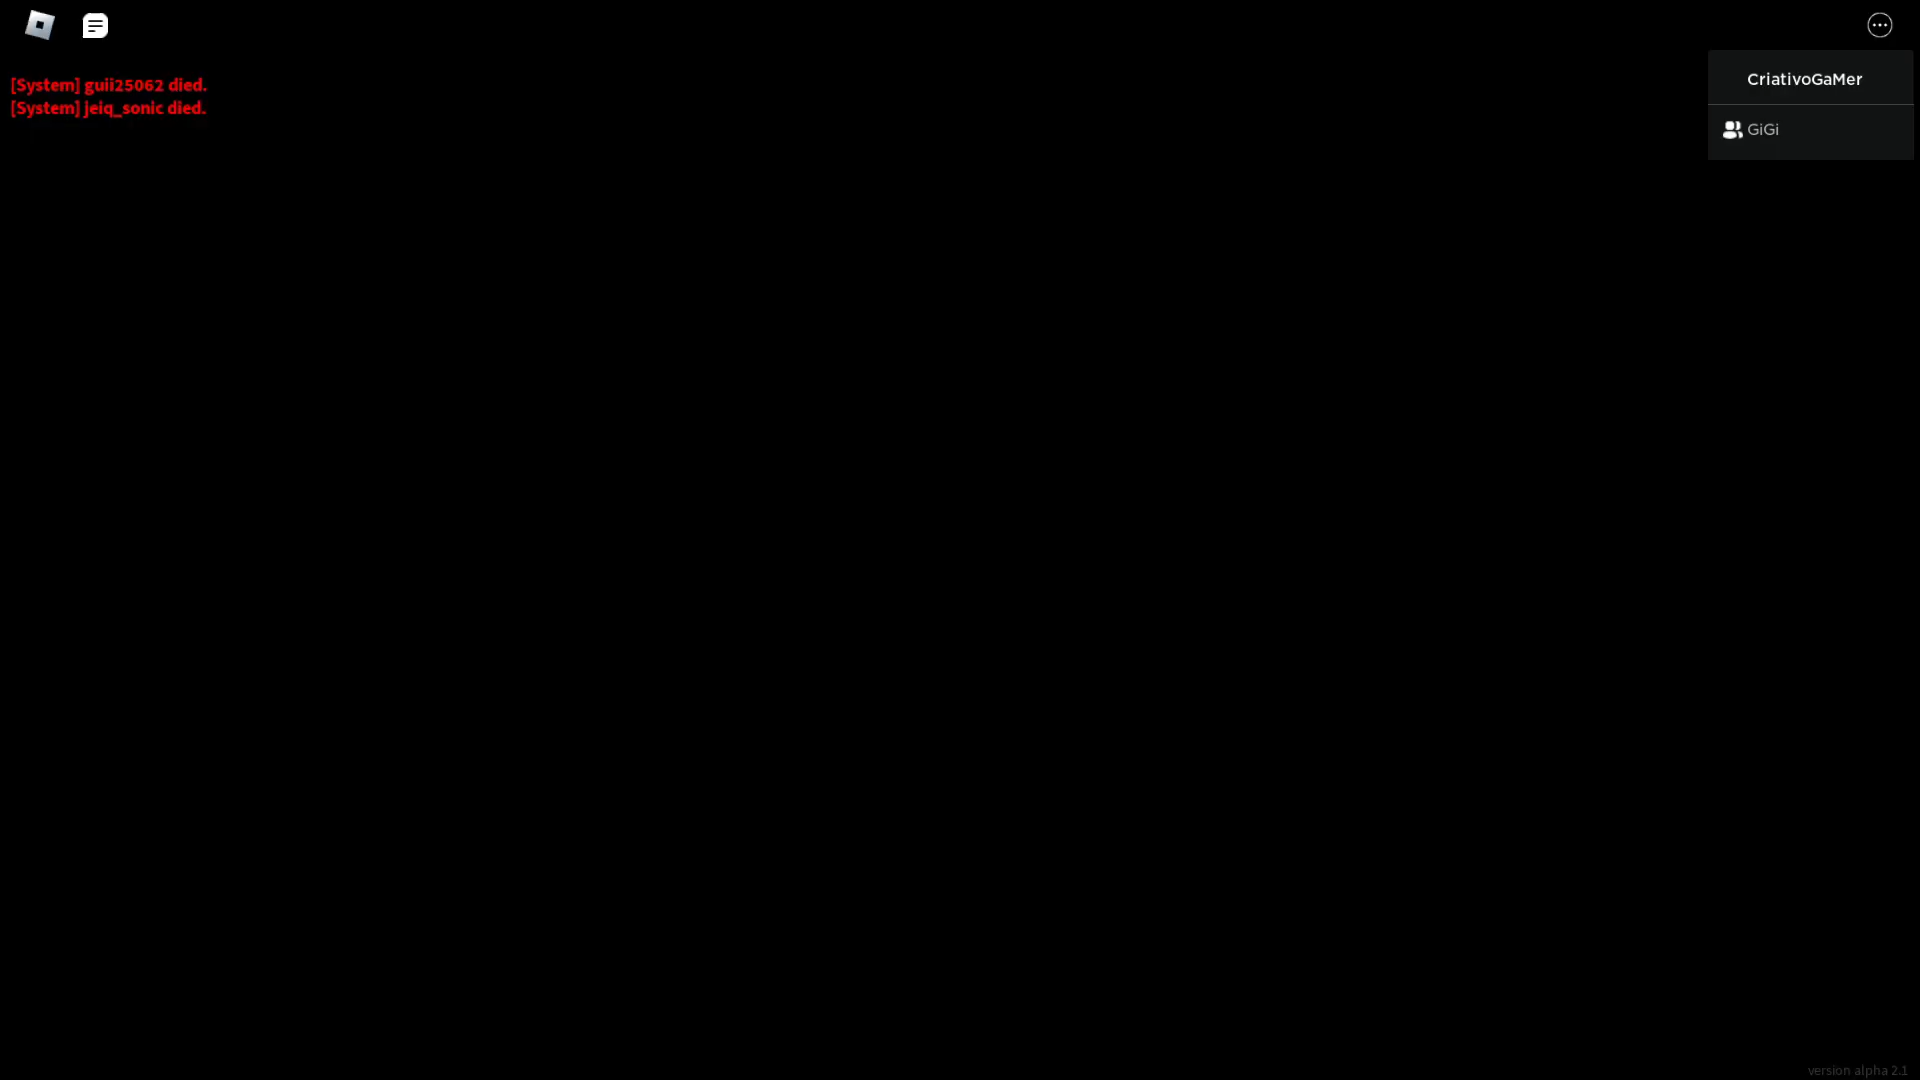 [System] guii25062 died.
[System] jeiq_sonic died.
CriativoGaMer
GiGi
version alpha 2.1